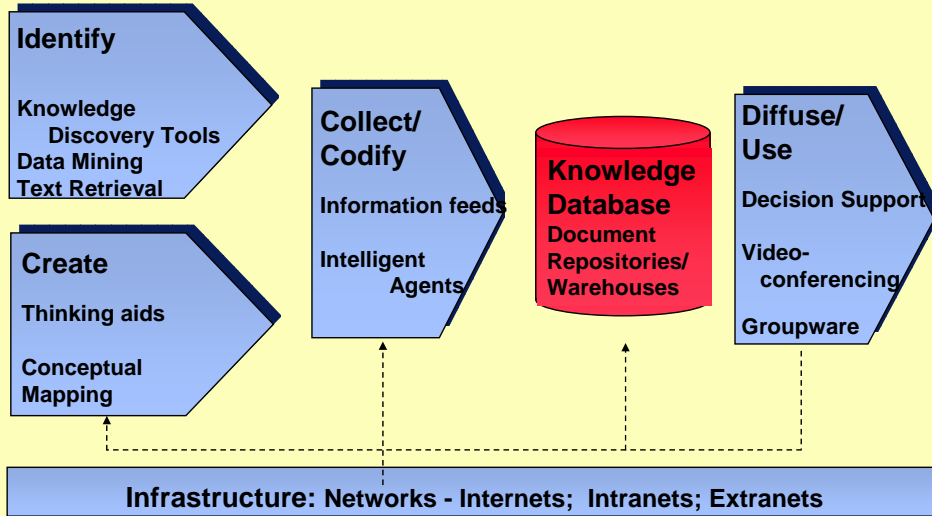 Identify
Knowledge
Discovery Tools
Data Mining
Text Retrieval
Create
Thinking aids
Conceptual
Mapping
Collect/
Codify
Information feeds
Intelligent
Agents
Knowledge
Database
Document
Repositories/
Warehouses
Diffuse/
Use
Decision Support
Video-
conferencing
Groupware
Infrastructure: Networks - Internets; Intranets; Extranets